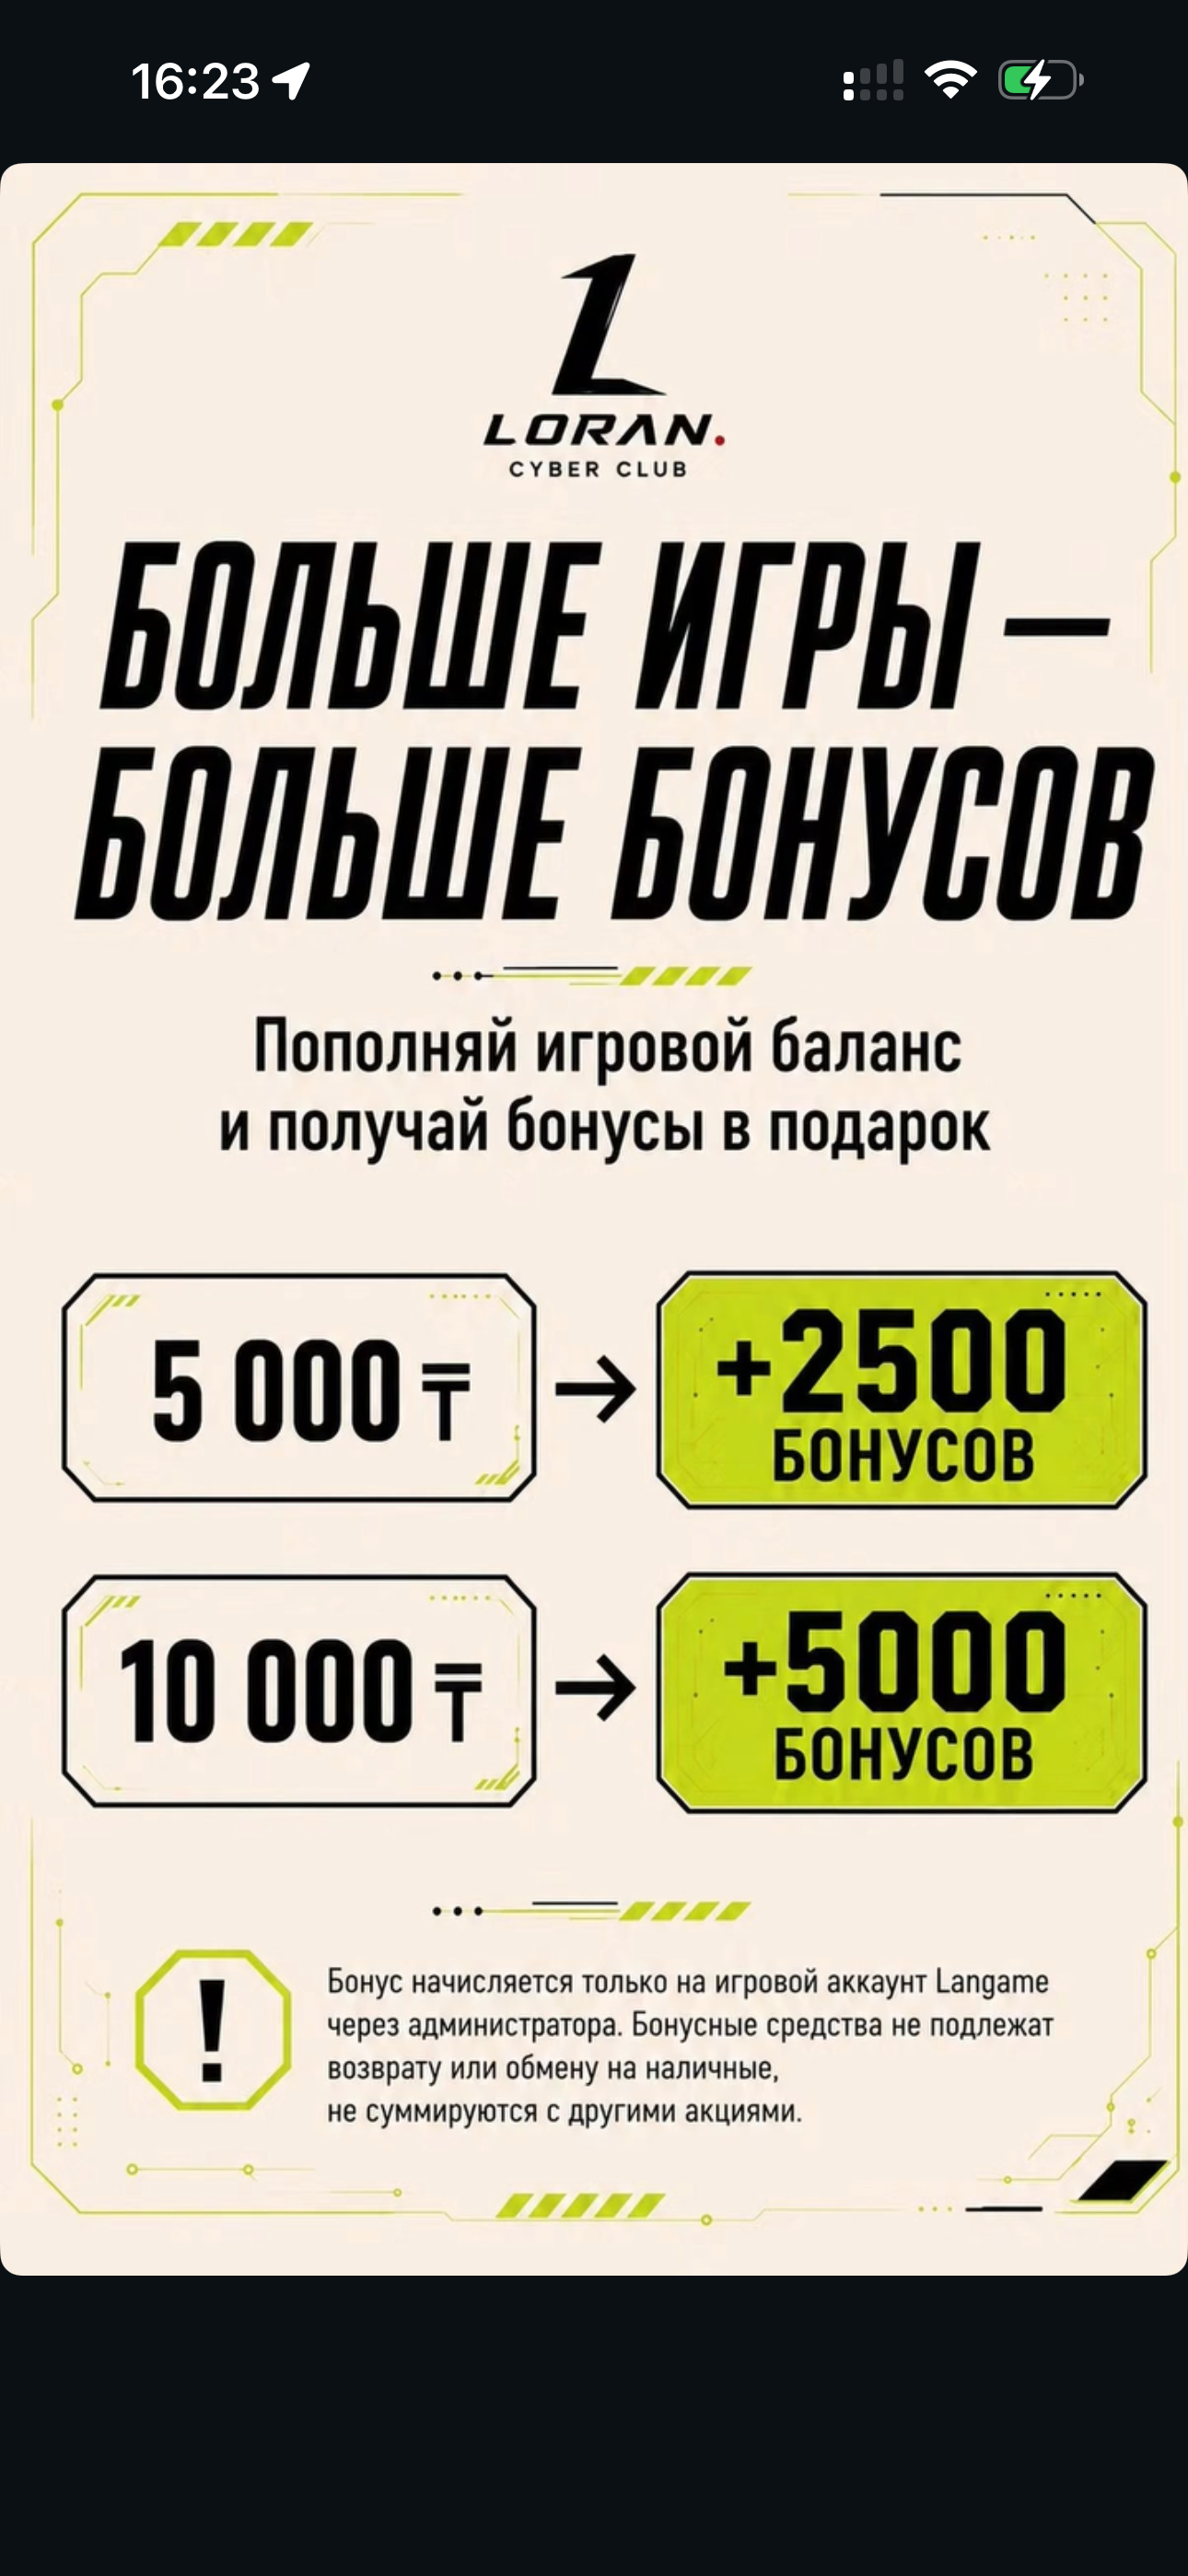 16:23
LORAN.
CYBER CLUB
БОЛЬШЕ ИГРЫ —
БОЛЬШЕ БОНУСОВ
Пополняй игровой баланс
и получай бонусы в подарок
5 000 ₸
+2500
БОНУСОВ
10 000 ₸
+5000
БОНУСОВ
!
Бонус начисляется только на игровой аккаунт Langame
через администратора. Бонусные средства не подлежат
возврату или обмену на наличные,
не суммируются с другими акциями.